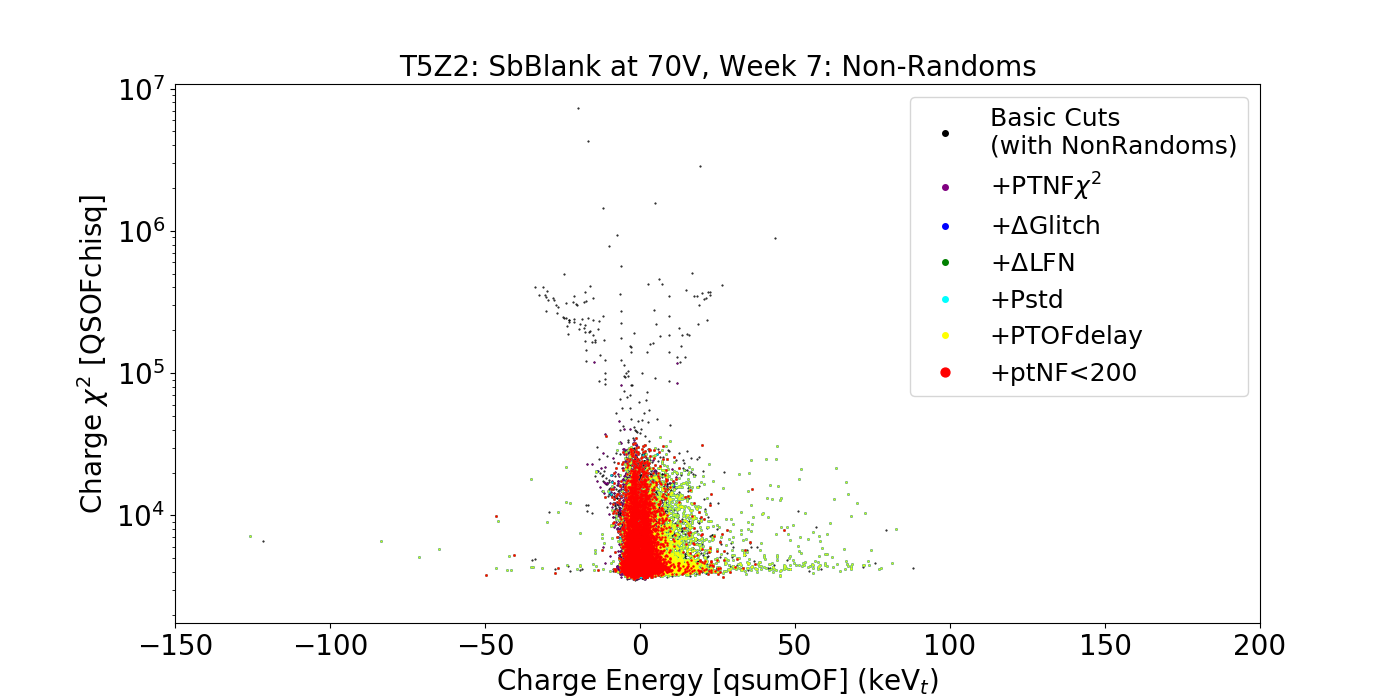 T5Z2: SbBlank at 70V, Week 7: Non-Randoms
Charge χ² [QSOFchisq]
10⁷
10⁶
10⁵
10⁴
Basic Cuts
(with NonRandoms)
+PTNFχ²
+ΔGlitch
+ΔLFN
+Pstd
+PTOFdelay
+ptNF<200
−150 −100 −50 0 50 100 150 200
Charge Energy [qsumOF] (keVₜ)